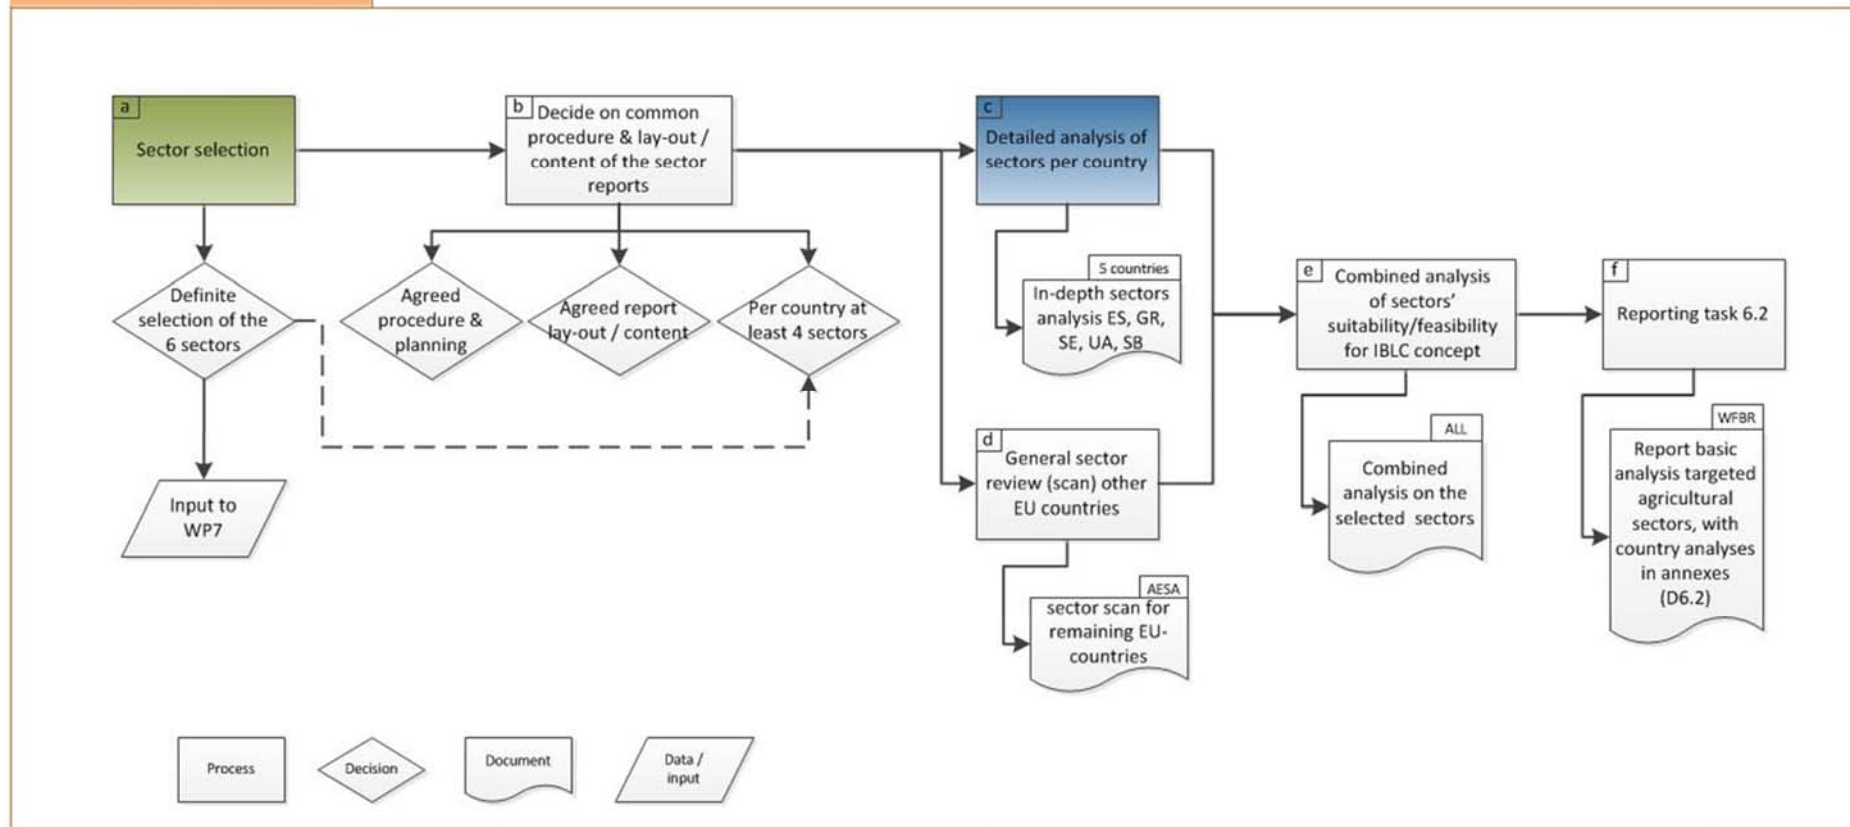 a
Sector selection
b
Decide on common
procedure & lay-out /
content of the sector
reports
c
Detailed analysis of
sectors per country
Definite
selection of the
6 sectors
Agreed
procedure &
planning
Agreed report
lay-out / content
Per country at
least 4 sectors
5 countries
In-depth sectors
analysis ES, GR,
SE, UA, SB
e
Combined analysis
of sectors'
suitability/feasibility
for IBLC concept
f
Reporting task 6.2
Input to
WP7
d
General sector
review (scan) other
EU countries
AESA
sector scan for
remaining EU-
countries
ALL
Combined
analysis on the
selected sectors
WFBR
Report basic
analysis targeted
agricultural
sectors, with
country analyses
in annexes
(D6.2)
Process
Decision
Document
Data /
input